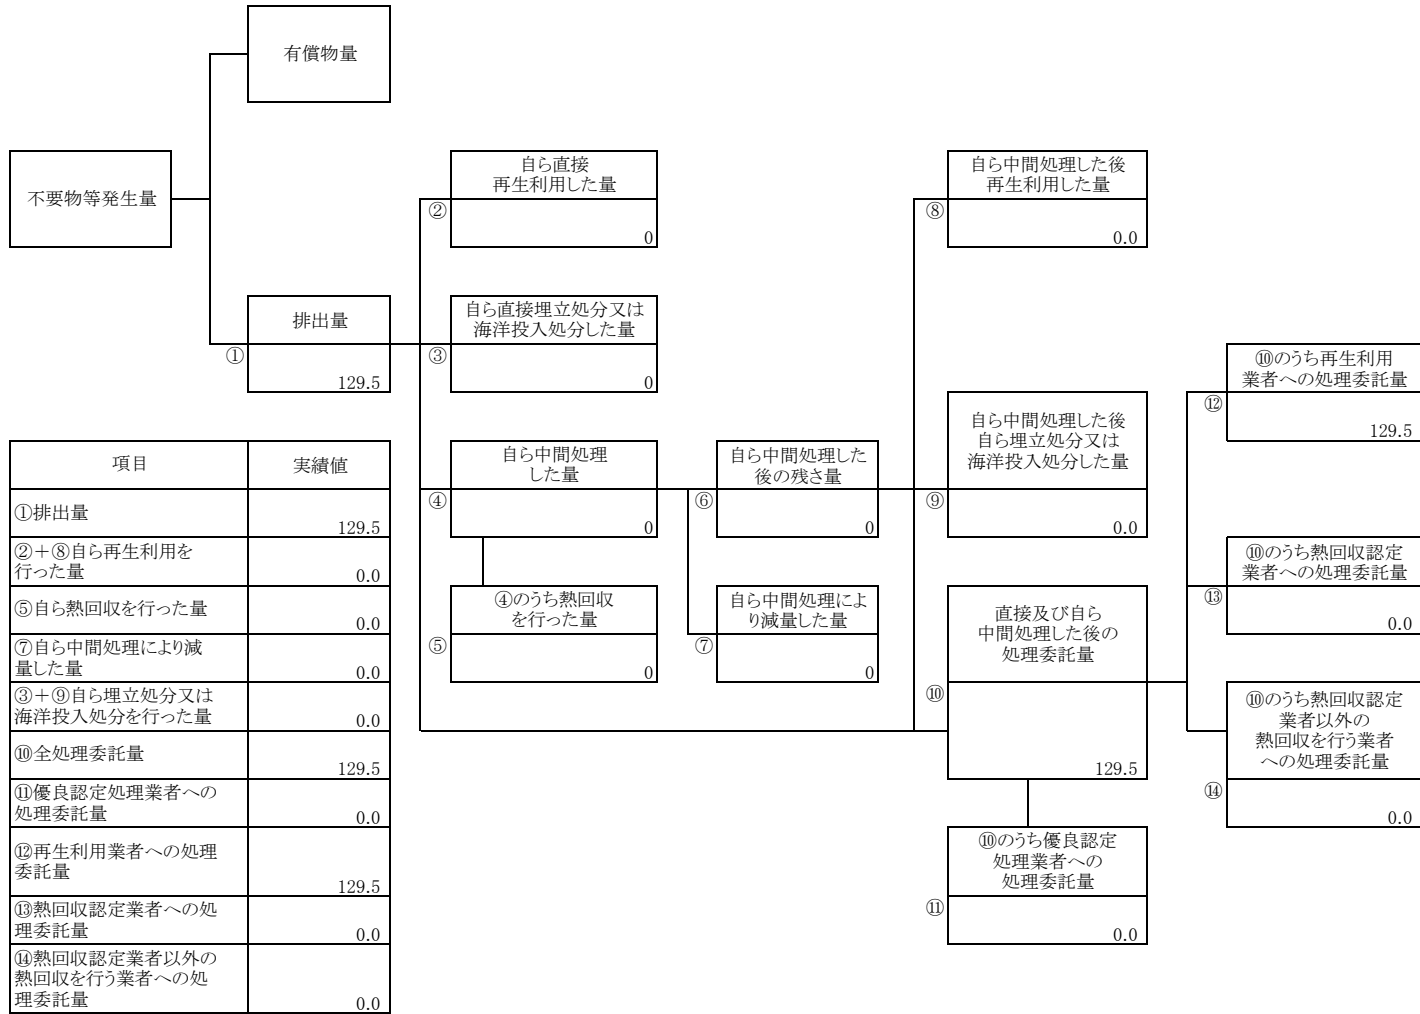 有償物量
不要物等発生量
排出量
①
129.5
自ら直接
再生利用した量
②
0
自ら直接埋立処分又は
海洋投入処分した量
③
0
自ら中間処理
した量
④
0
④のうち熱回収
を行った量
⑤
0
自ら中間処理した
後の残さ量
⑥
0
自ら中間処理によ
り減量した量
⑦
0
自ら中間処理した後
再生利用した量
⑧
0.0
自ら中間処理した後
自ら埋立処分又は
海洋投入処分した量
⑨
0.0
直接及び自ら
中間処理した後の
処理委託量
⑩
129.5
⑩のうち優良認定
処理業者への
処理委託量
⑪
0.0
⑩のうち再生利用
業者への処理委託量
⑫
129.5
⑩のうち熱回収認定
業者への処理委託量
⑬
0.0
⑩のうち熱回収認定
業者以外の
熱回収を行う業者
への処理委託量
⑭
0.0
項目 実績値
①排出量
129.5
②＋⑧自ら再生利用を
行った量
0.0
⑤自ら熱回収を行った量
0.0
⑦自ら中間処理により減
量した量
0.0
③＋⑨自ら埋立処分又は
海洋投入処分を行った量
0.0
⑩全処理委託量
129.5
⑪優良認定処理業者への
処理委託量
0.0
⑫再生利用業者への処理
委託量
129.5
⑬熱回収認定業者への処
理委託量
0.0
⑭熱回収認定業者以外の
熱回収を行う業者への処
理委託量
0.0